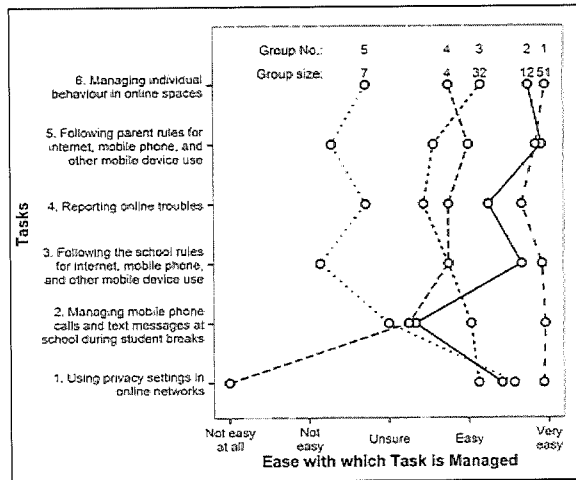 Group No.: 5 4 3 2 1
Group size: 7 4 32 12 51
6. Managing individual
behaviour in online spaces
5. Following parent rules for
internet, mobile phone, and
other mobile device use
4. Reporting online troubles
3. Following the school rules
for internet, mobile phone,
and other mobile device use
2. Managing mobile phone
calls and text messages at
school during student breaks
1. Using privacy settings in
online networks
Tasks
Not easy
at all
Not
easy
Unsure
Easy
Very
easy
Ease with which Task is Managed